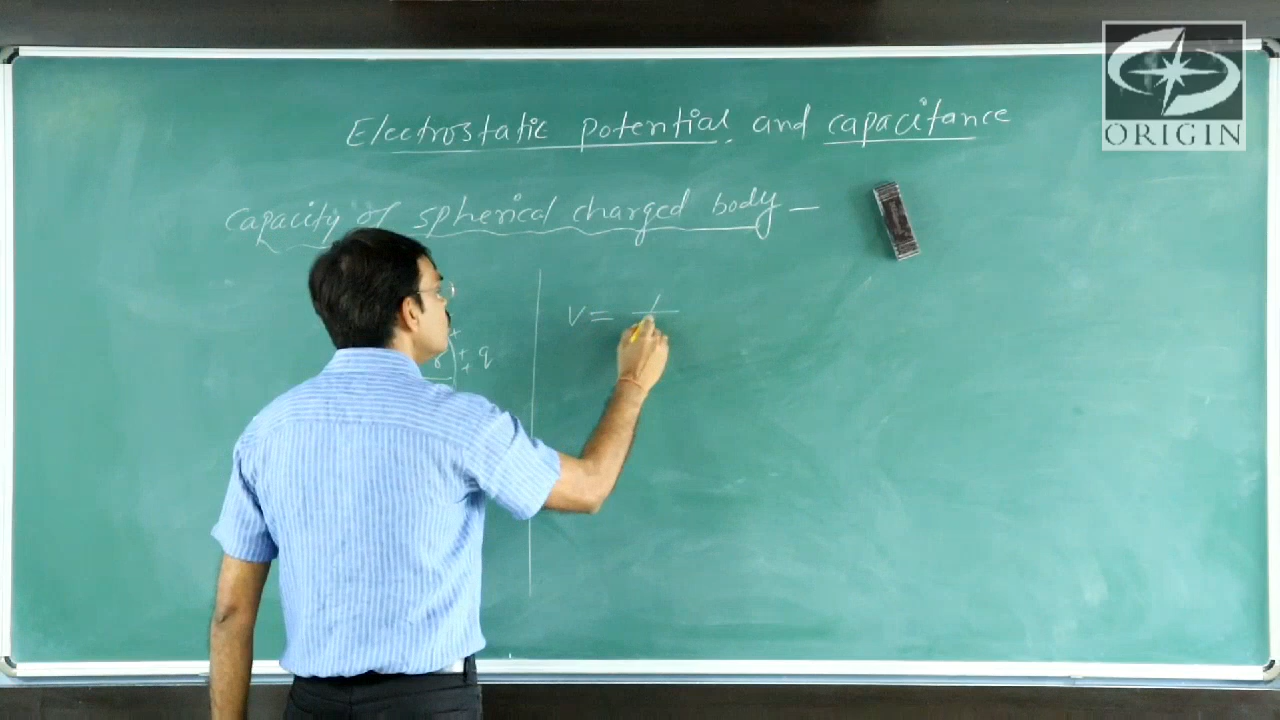 ORIGIN
Electrostatic potential and capacitance
Capacity of spherical charged body –
+
+
+ q
V =